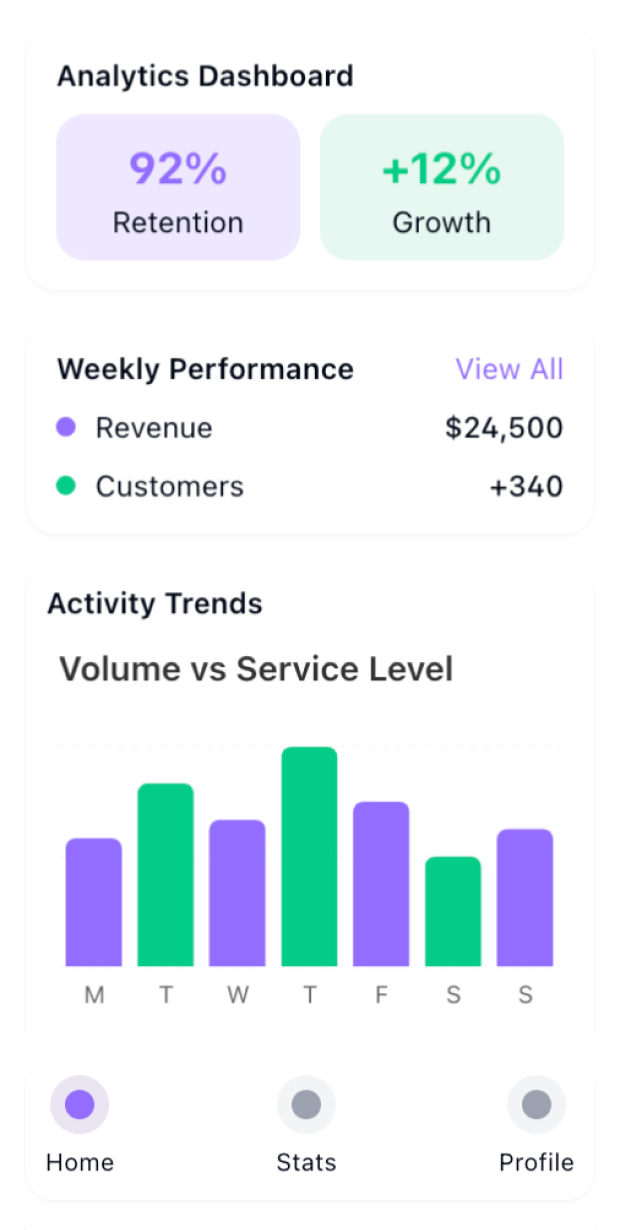 Analytics Dashboard
92% +12%
Retention Growth
Weekly Performance View All
Revenue $24,500
Customers +340
Activity Trends
Volume vs Service Level
M T W T F S S
Home Stats Profile